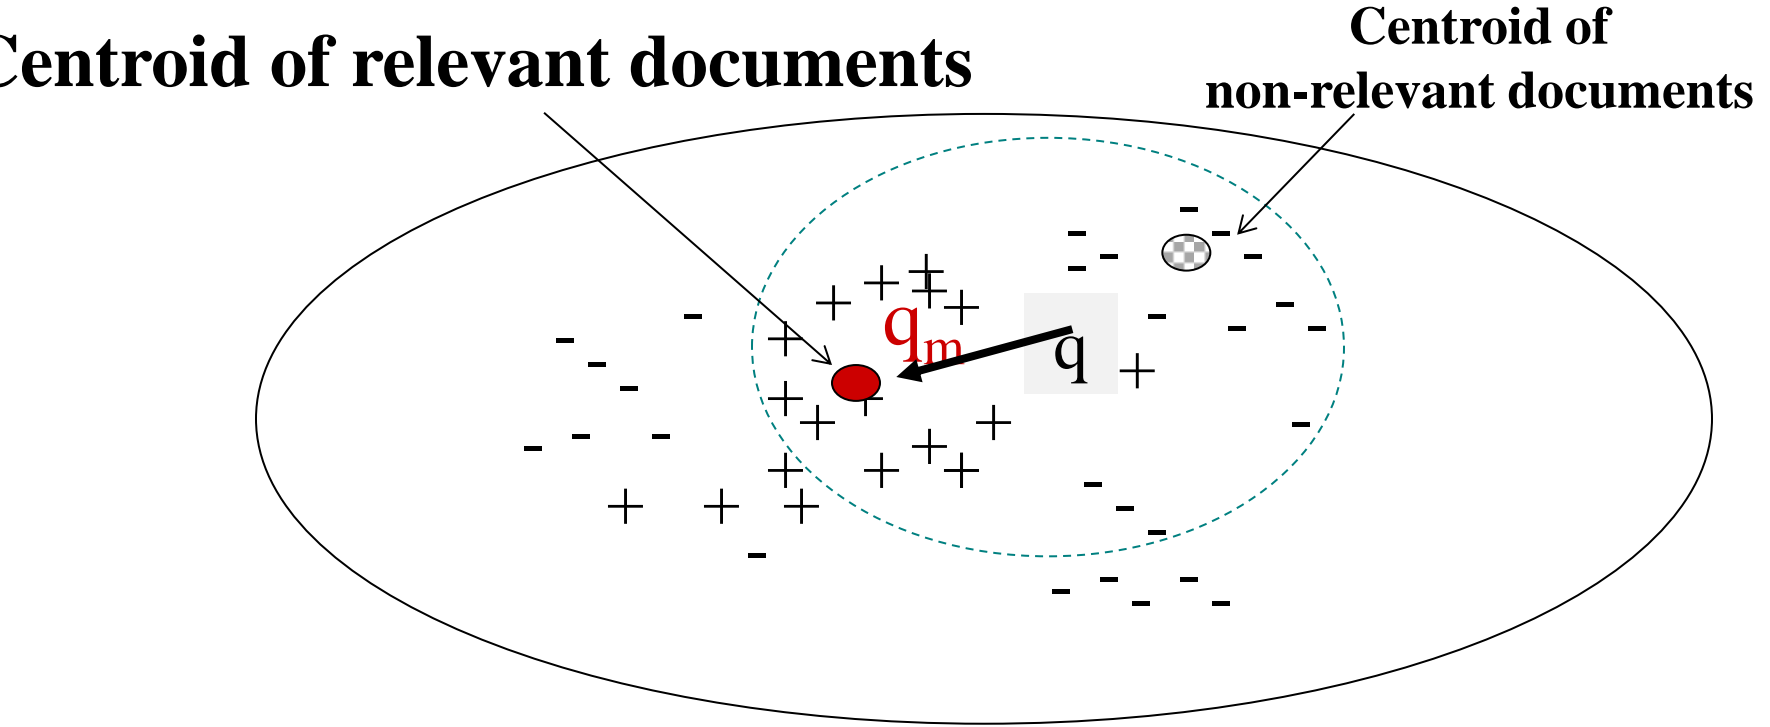 Centroid of relevant documents
Centroid of
non-relevant documents
qm
q